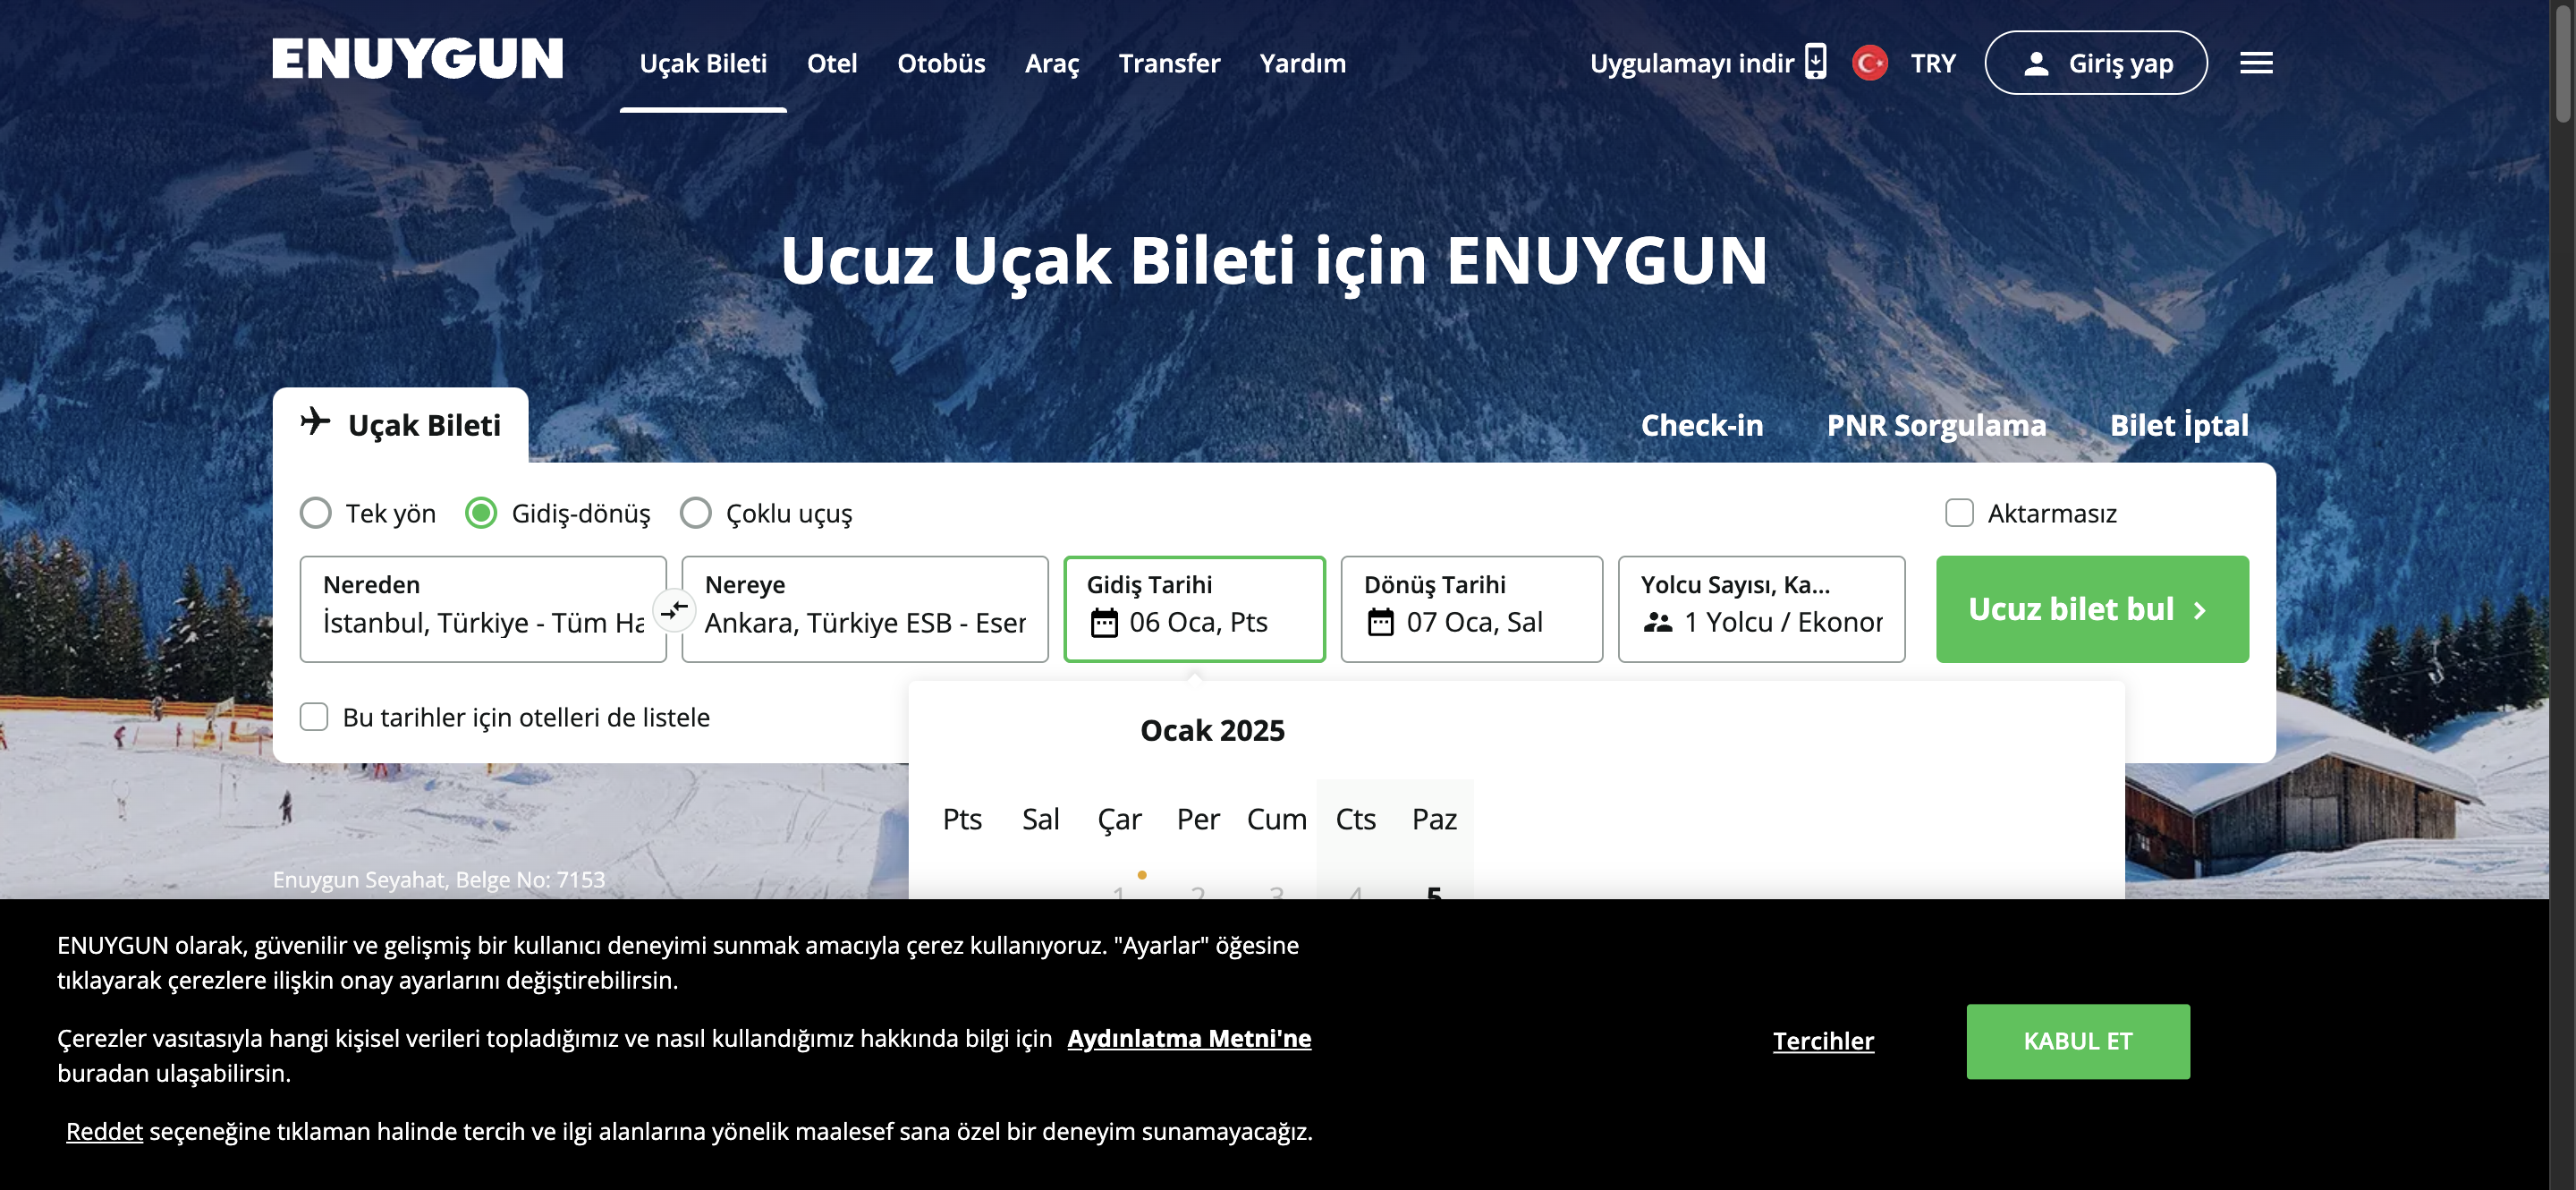 ENUYGUN
Uçak Bileti Otel Otobüs Araç Transfer Yardım
Uygulamayı indir TRY Giriş yap
Ucuz Uçak Bileti için ENUYGUN
Uçak Bileti
Check-in PNR Sorgulama Bilet İptal
Tek yön Gidiş-dönüş Çoklu uçuş
Aktarmasız
Nereden Nereye Gidiş Tarihi Dönüş Tarihi Yolcu Sayısı, Ka...
İstanbul, Türkiye - Tüm Ha Ankara, Türkiye ESB - Eser 06 Oca, Pts 07 Oca, Sal 1 Yolcu / Ekonor
Ucuz bilet bul
Bu tarihler için otelleri de listele
Ocak 2025
Pts Sal Çar Per Cum Cts Paz
1 2 3 4 5
Enuygun Seyahat, Belge No: 7153
ENUYGUN olarak, güvenilir ve gelişmiş bir kullanıcı deneyimi sunmak amacıyla çerez kullanıyoruz. "Ayarlar" öğesine
tıklayarak çerezlere ilişkin onay ayarlarını değiştirebilirsin.
Çerezler vasıtasıyla hangi kişisel verileri topladığımız ve nasıl kullandığımız hakkında bilgi için Aydınlatma Metni'ne
buradan ulaşabilirsin.
Reddet seçeneğine tıklaman halinde tercih ve ilgi alanlarına yönelik maalesef sana özel bir deneyim sunamayacağız.
Tercihler
KABUL ET